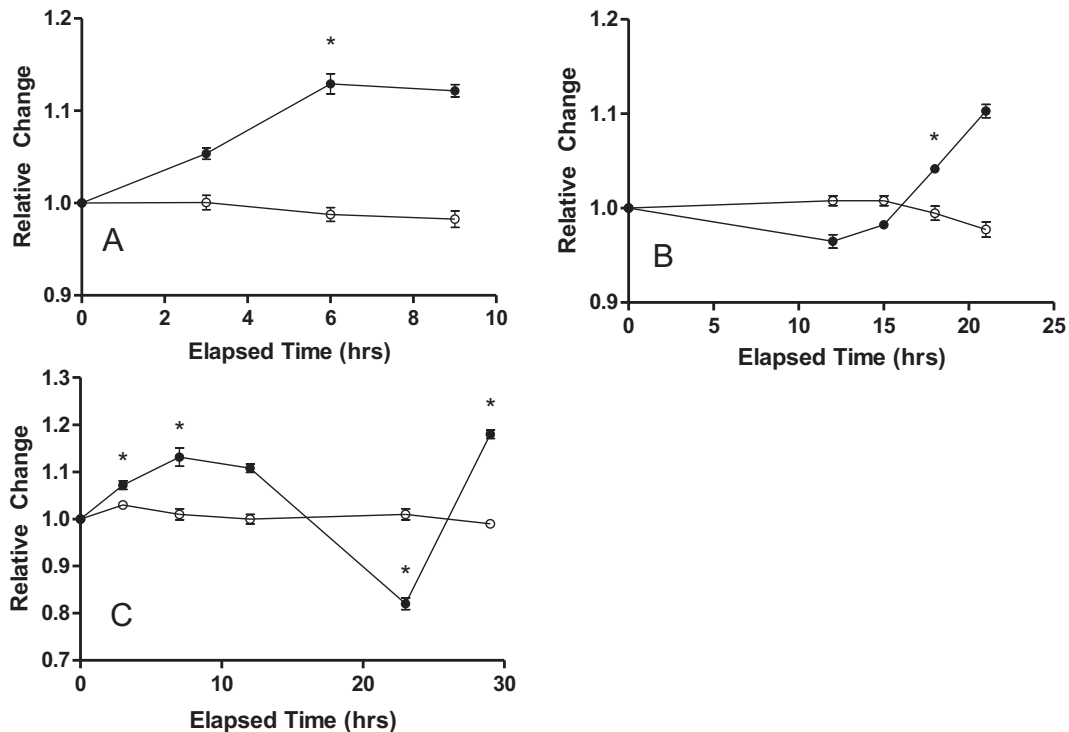 1.2
1.1
1.0
0.9
Relative Change
*
A
0 2 4 6 8 10
Elapsed Time (hrs)
1.2
1.1
1.0
0.9
Relative Change
*
B
0 5 10 15 20 25
Elapsed Time (hrs)
1.3
1.2
1.1
1.0
0.9
0.8
0.7
Relative Change
* * * *
C
0 10 20 30
Elapsed Time (hrs)